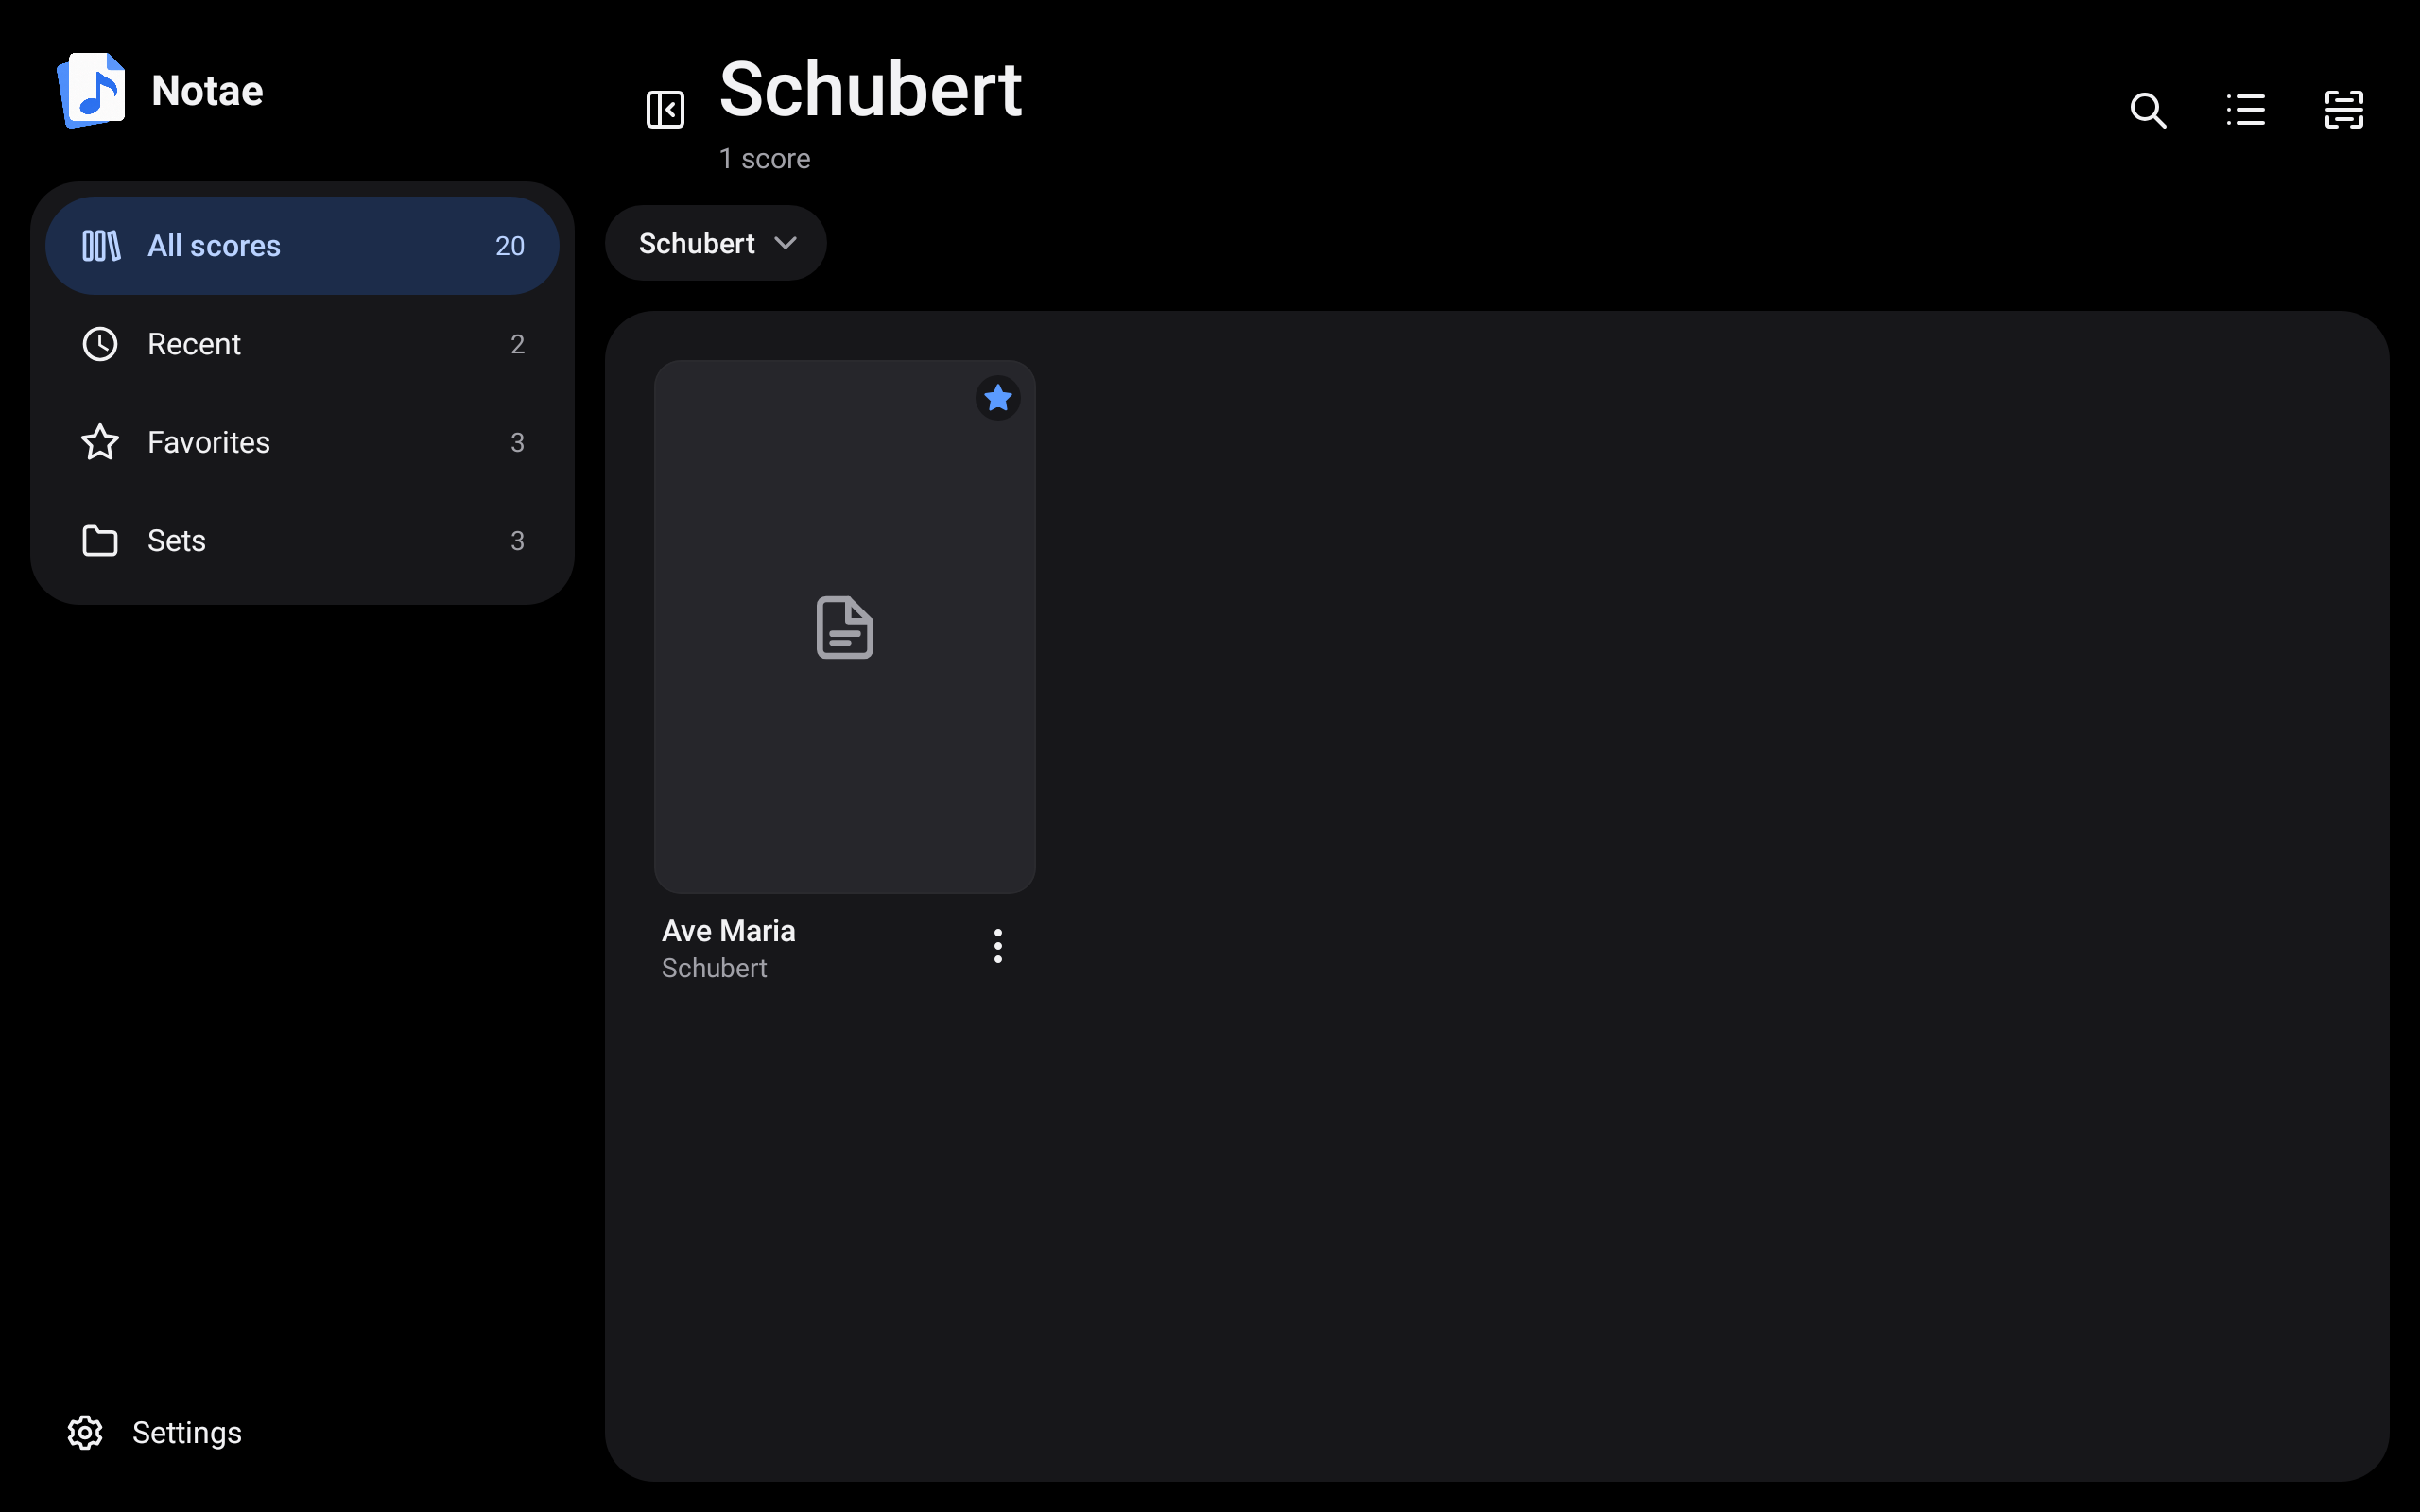 Notae
All scores 20
Recent 2
Favorites 3
Sets 3
Settings
Schubert
1 score
Schubert
Ave Maria
Schubert